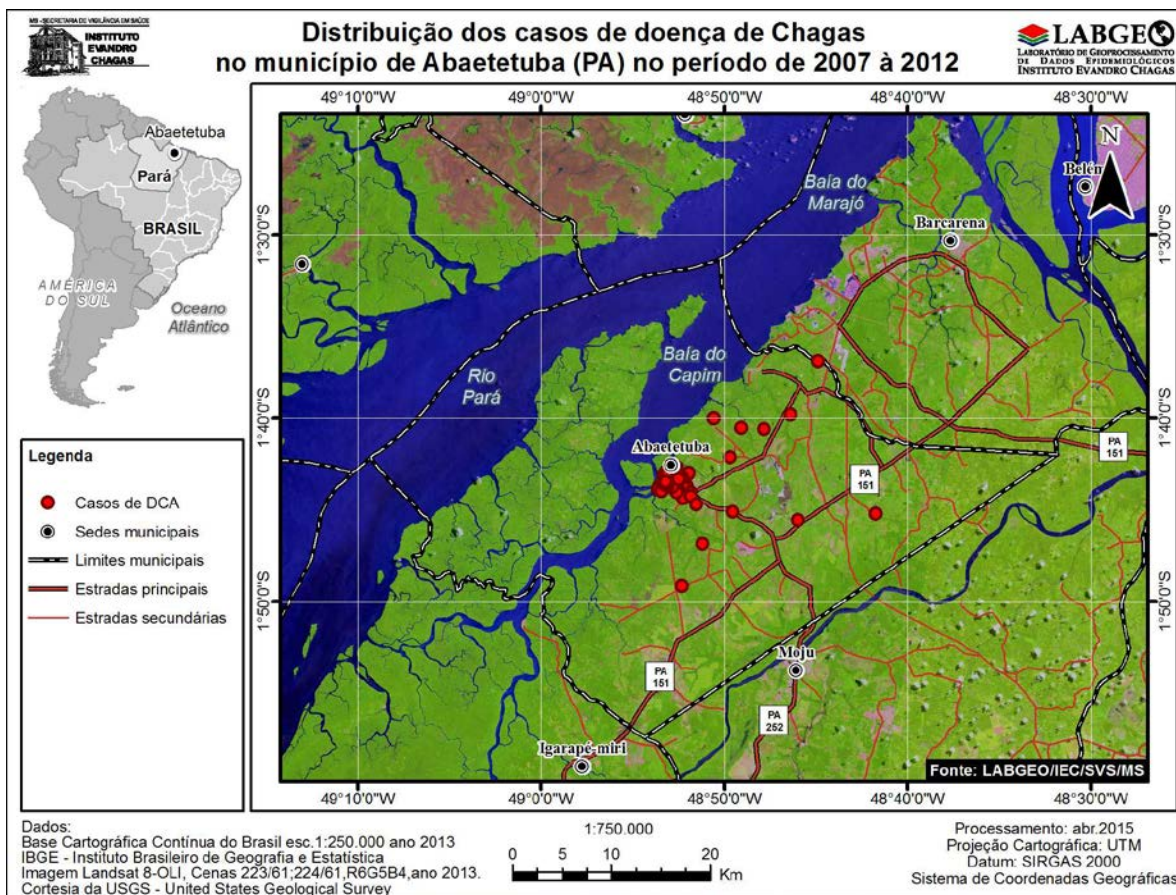 MS - SECRETARIA DE VIGILÂNCIA EM SAÚDE
INSTITUTO
EVANDRO
CHAGAS
Distribuição dos casos de doença de Chagas
no município de Abaetetuba (PA) no período de 2007 à 2012
LABGEO
LABORATÓRIO DE GEOPROCESSAMENTO
DE DADOS EPIDEMIOLÓGICOS
INSTITUTO EVANDRO CHAGAS
Abaetetuba
Pará
BRASIL
AMÉRICA
DO SUL
Oceano
Atlântico
49°10'0"W
49°0'0"W
48°50'0"W
48°40'0"W
48°30'0"W
1°30'0"S
1°40'0"S
1°50'0"S
1°30'0"S
1°40'0"S
1°50'0"S
N
Belém
Baía do
Marajó
Barcarena
Baía do
Capim
Rio
Pará
Abaetetuba
PA
151
PA
151
PA
151
Moju
PA
252
Igarapé-miri
Fonte: LABGEO/IEC/SVS/MS
49°10'0"W
49°0'0"W
48°50'0"W
48°40'0"W
48°30'0"W
Legenda
Casos de DCA
Sedes municipais
Limites municipais
Estradas principais
Estradas secundárias
Dados:
Base Cartográfica Contínua do Brasil esc.1:250.000 ano 2013
IBGE - Instituto Brasileiro de Geografia e Estatística
Imagem Landsat 8-OLI, Cenas 223/61;224/61,R6G5B4,ano 2013.
Cortesia da USGS - United States Geological Survey
1:750.000
0 5 10 20
Km
Processamento: abr.2015
Projeção Cartográfica: UTM
Datum: SIRGAS 2000
Sistema de Coordenadas Geográficas